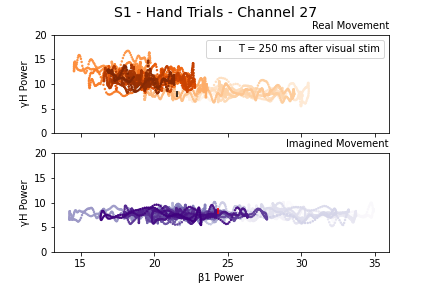 S1 - Hand Trials - Channel 27
Real Movement
20
15
10
5
0
γH Power
T = 250 ms after visual stim
Imagined Movement
20
15
10
5
0
γH Power
15 20 25 30 35
β1 Power